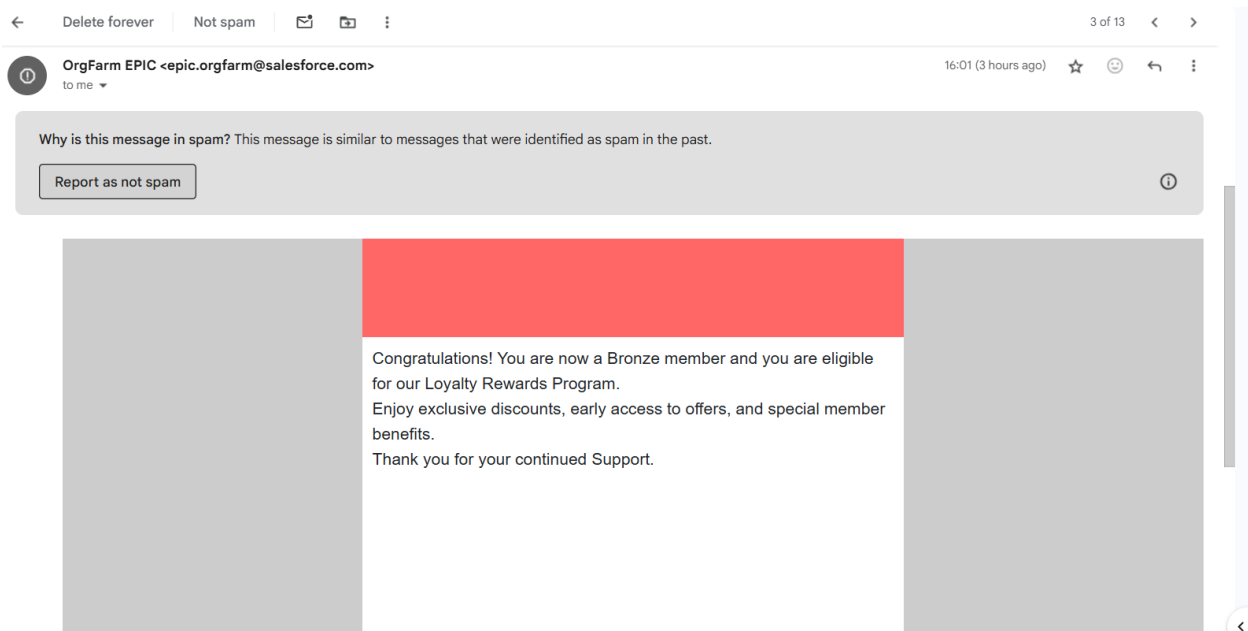 Delete forever
Not spam
3 of 13
OrgFarm EPIC <epic.orgfarm@salesforce.com>
16:01 (3 hours ago)
to me
Why is this message in spam? This message is similar to messages that were identified as spam in the past.
Report as not spam
Congratulations! You are now a Bronze member and you are eligible
for our Loyalty Rewards Program.
Enjoy exclusive discounts, early access to offers, and special member
benefits.
Thank you for your continued Support.